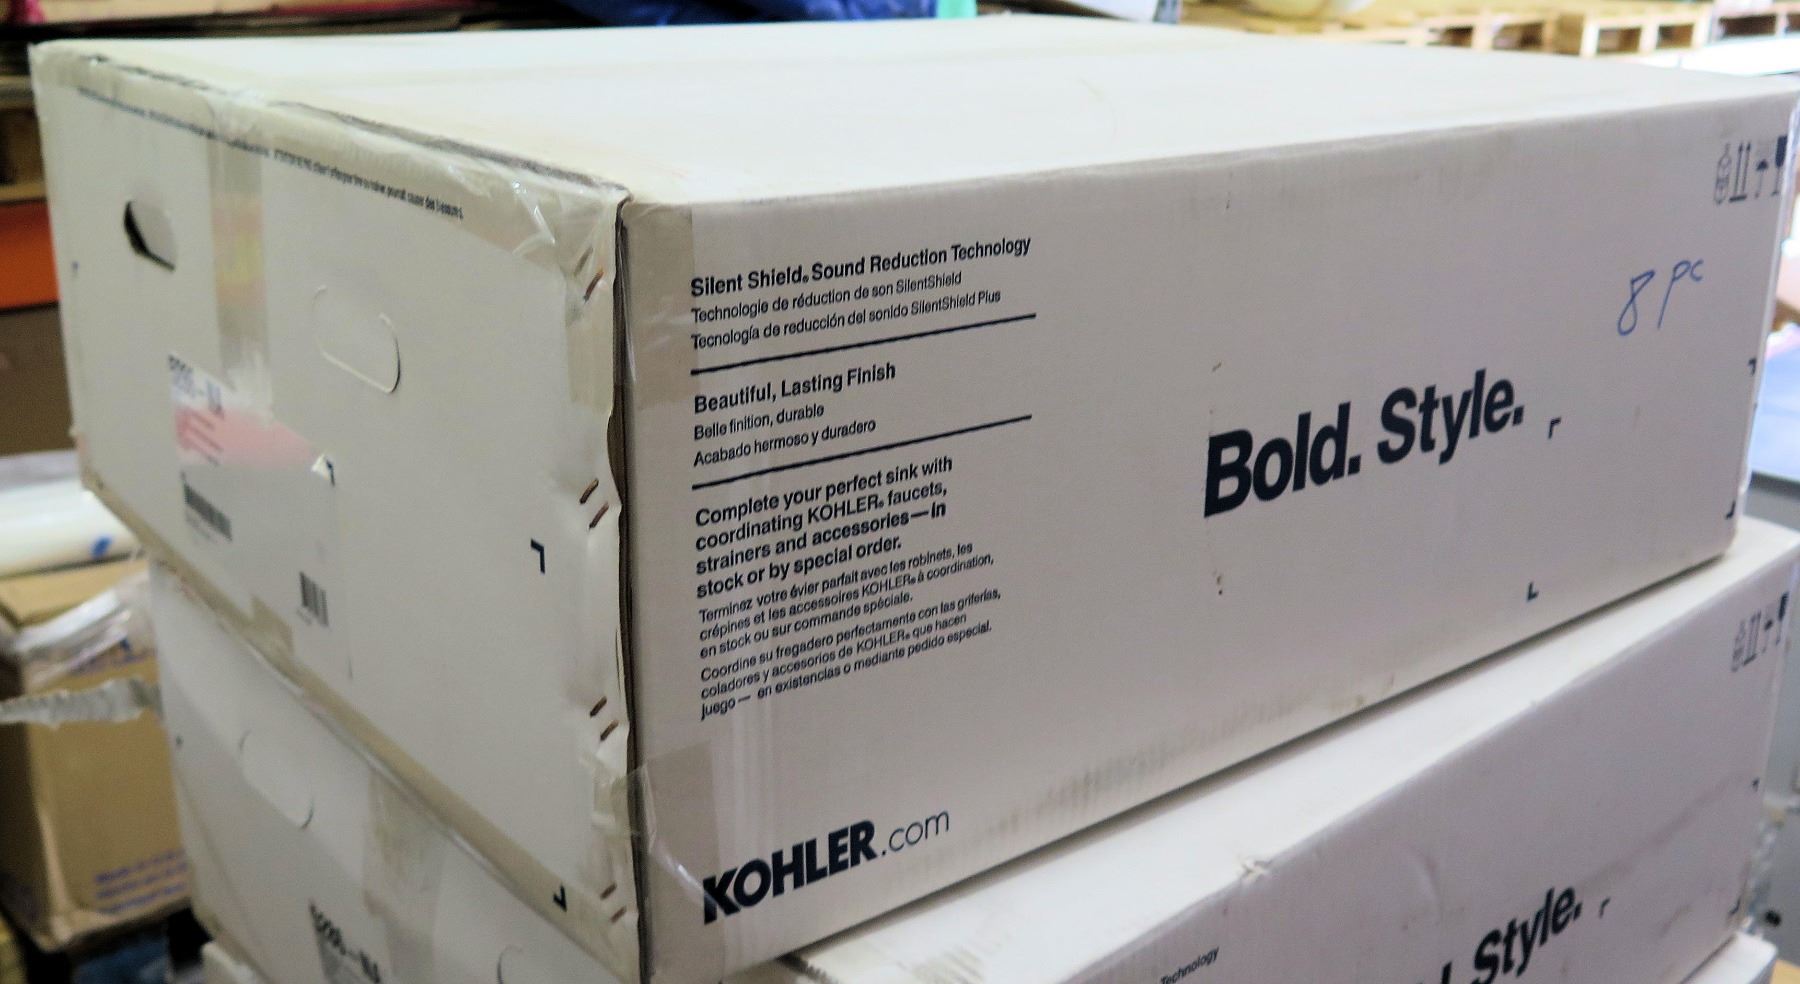 Silent Shield® Sound Reduction Technology
Technologie de réduction de son SilentShield
Tecnología de reducción del sonido SilentShield Plus
Beautiful, Lasting Finish
Belle finition, durable
Acabado hermoso y duradero
Complete your perfect sink with
coordinating KOHLER® faucets,
strainers and accessories—in
stock or by special order.
Terminez votre évier parfait avec les robinets, les
crépines et les accessoires KOHLER® à coordination,
en stock ou sur commande spéciale.
Coordine su fregadero perfectamente con las griferías,
coladores y accesorios de KOHLER® que hacen
juego— en existencias o mediante pedido especial.
KOHLER.com
Bold. Style.
8 PC
Technology
Style.